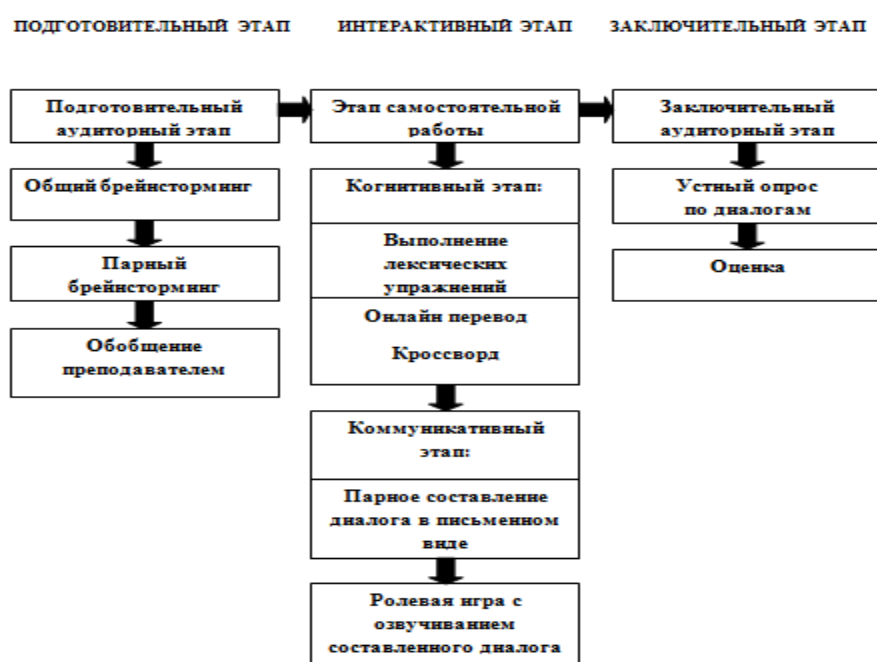 ПОДГОТОВИТЕЛЬНЫЙ ЭТАП
ИНТЕРАКТИВНЫЙ ЭТАП
ЗАКЛЮЧИТЕЛЬНЫЙ ЭТАП
Подготовительный
аудиторный этап
Общий брейнсторминг
Парный
брейнсторминг
Обобщение
преподавателем
Этап самостоятельной
работы
Когнитивный этап:
Выполнение
лексических
упражнений
Онлайн перевод
Кроссворд
Коммуникативный
этап:
Парное составление
диалога в письменном
виде
Ролевая игра с
озвучиванием
составленного диалога
Заключительный
аудиторный этап
Устный опрос
по диалогам
Оценка